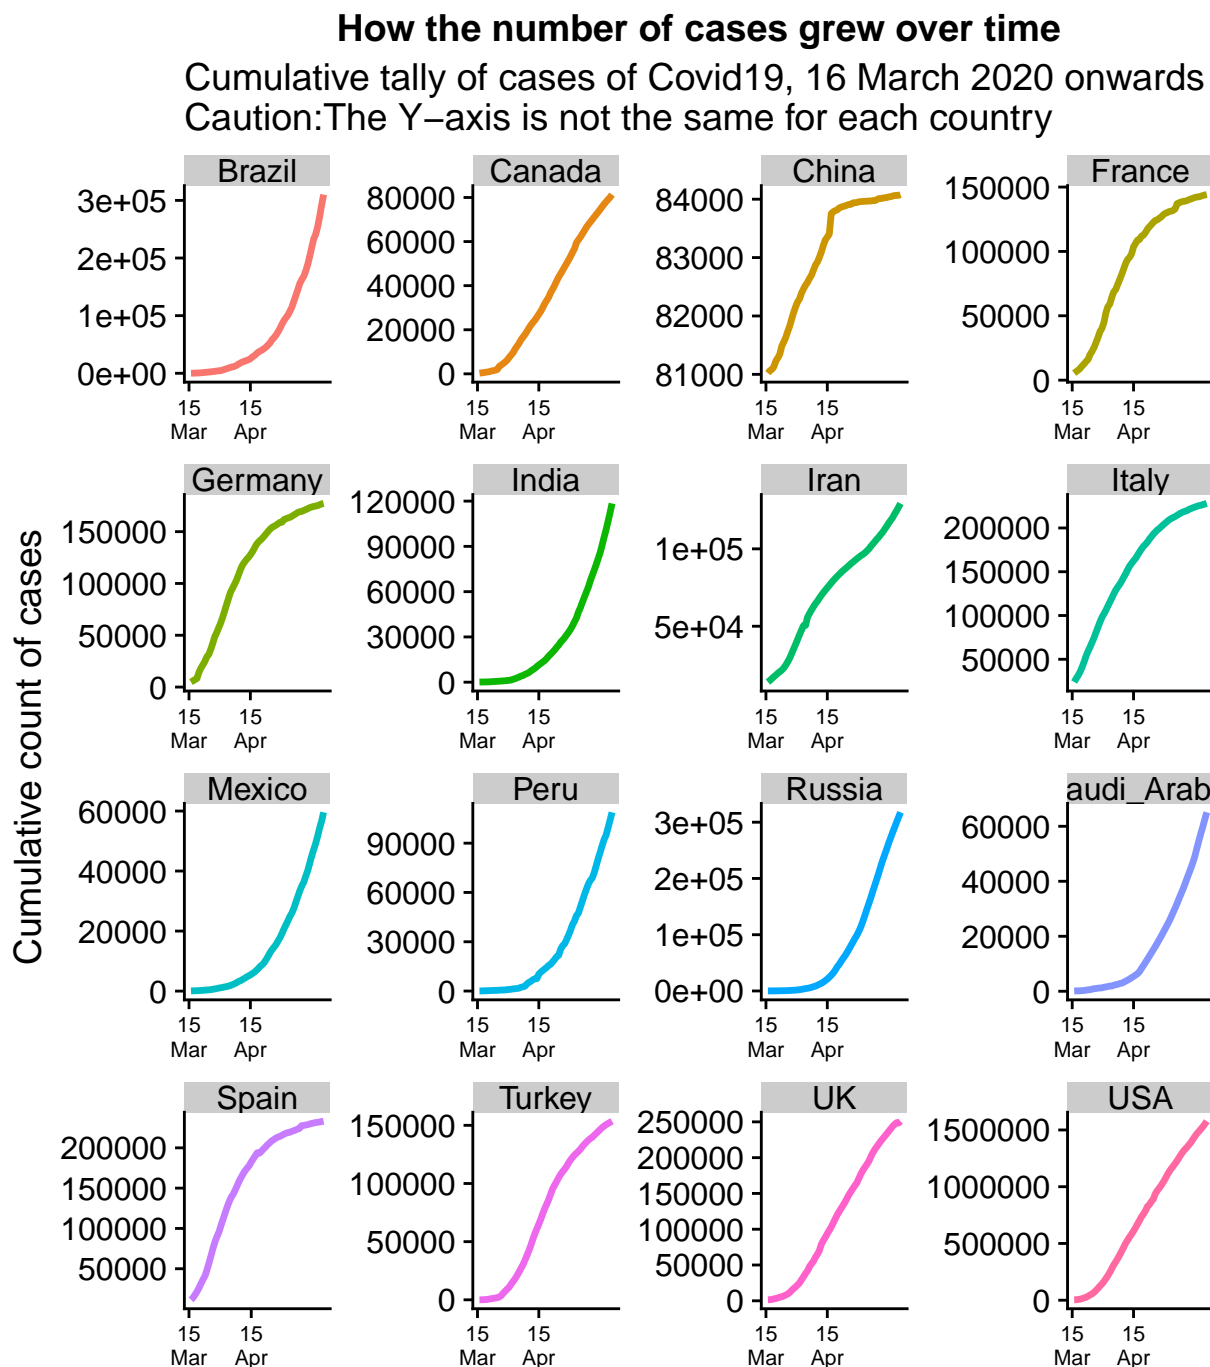 How the number of cases grew over time
Cumulative tally of cases of Covid19, 16 March 2020 onwards
Caution:The Y−axis is not the same for each country
Cumulative count of cases
Brazil
3e+05
2e+05
1e+05
0e+00
15 Mar
15 Apr
Canada
80000
60000
40000
20000
0
15 Mar
15 Apr
China
84000
83000
82000
81000
15 Mar
15 Apr
France
150000
100000
50000
0
15 Mar
15 Apr
Germany
150000
100000
50000
0
15 Mar
15 Apr
India
120000
90000
60000
30000
0
15 Mar
15 Apr
Iran
1e+05
5e+04
15 Mar
15 Apr
Italy
200000
150000
100000
50000
15 Mar
15 Apr
Mexico
60000
40000
20000
0
15 Mar
15 Apr
Peru
90000
60000
30000
0
15 Mar
15 Apr
Russia
3e+05
2e+05
1e+05
0e+00
15 Mar
15 Apr
audi_Arab
60000
40000
20000
0
15 Mar
15 Apr
Spain
200000
150000
100000
50000
15 Mar
15 Apr
Turkey
150000
100000
50000
0
15 Mar
15 Apr
UK
250000
200000
150000
100000
50000
0
15 Mar
15 Apr
USA
1500000
1000000
500000
0
15 Mar
15 Apr